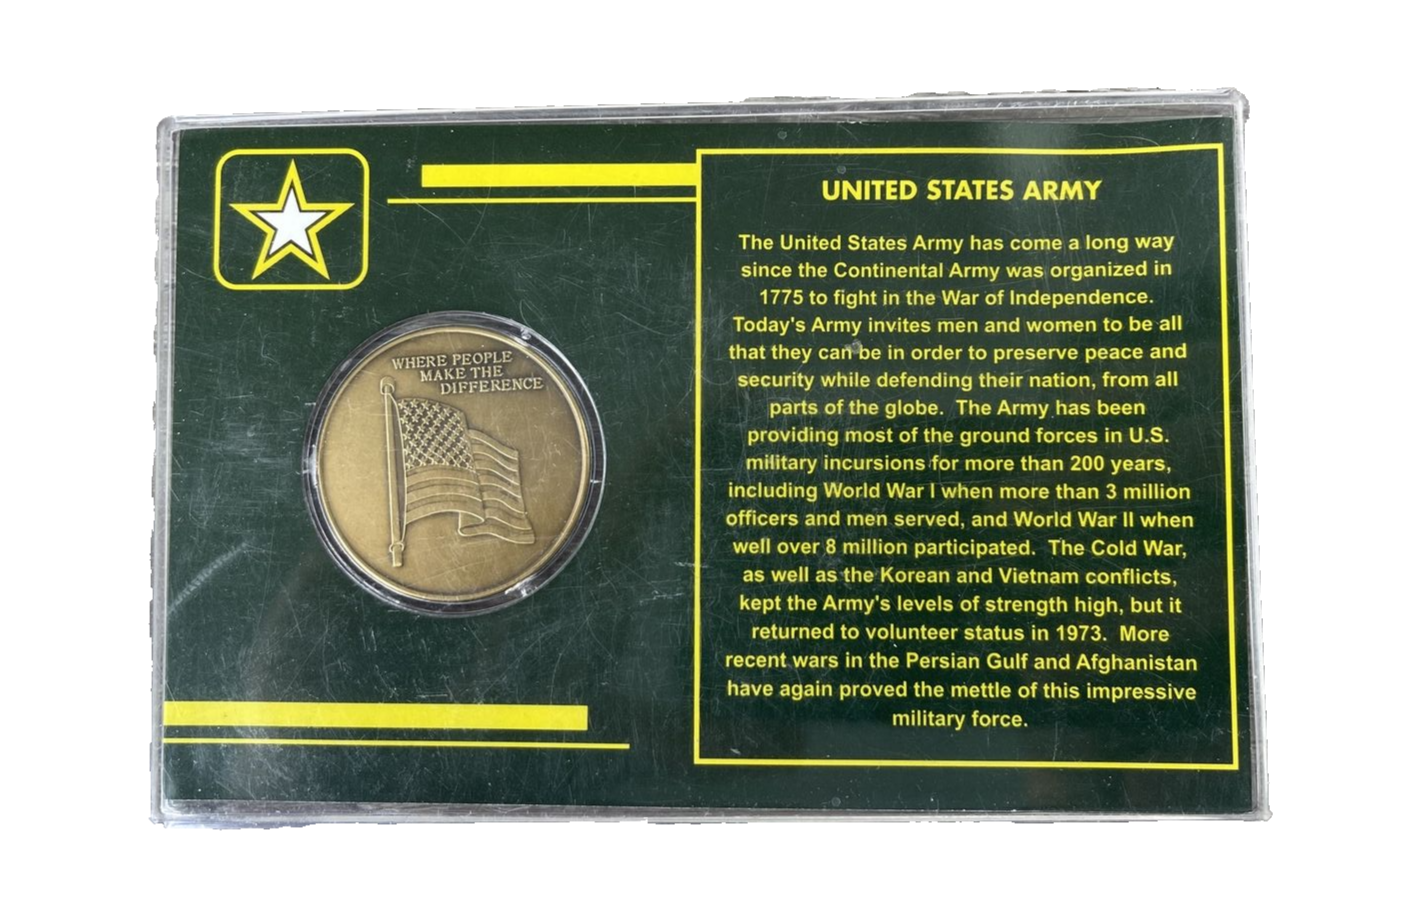 WHERE PEOPLE
MAKE THE
DIFFERENCE
UNITED STATES ARMY
The United States Army has come a long way
since the Continental Army was organized in
1775 to fight in the War of Independence.
Today's Army invites men and women to be all
that they can be in order to preserve peace and
security while defending their nation, from all
parts of the globe.  The Army has been
providing most of the ground forces in U.S.
military incursions for more than 200 years,
including World War I when more than 3 million
officers and men served, and World War II when
well over 8 million participated.  The Cold War,
as well as the Korean and Vietnam conflicts,
kept the Army's levels of strength high, but it
returned to volunteer status in 1973.  More
recent wars in the Persian Gulf and Afghanistan
have again proved the mettle of this impressive
military force.